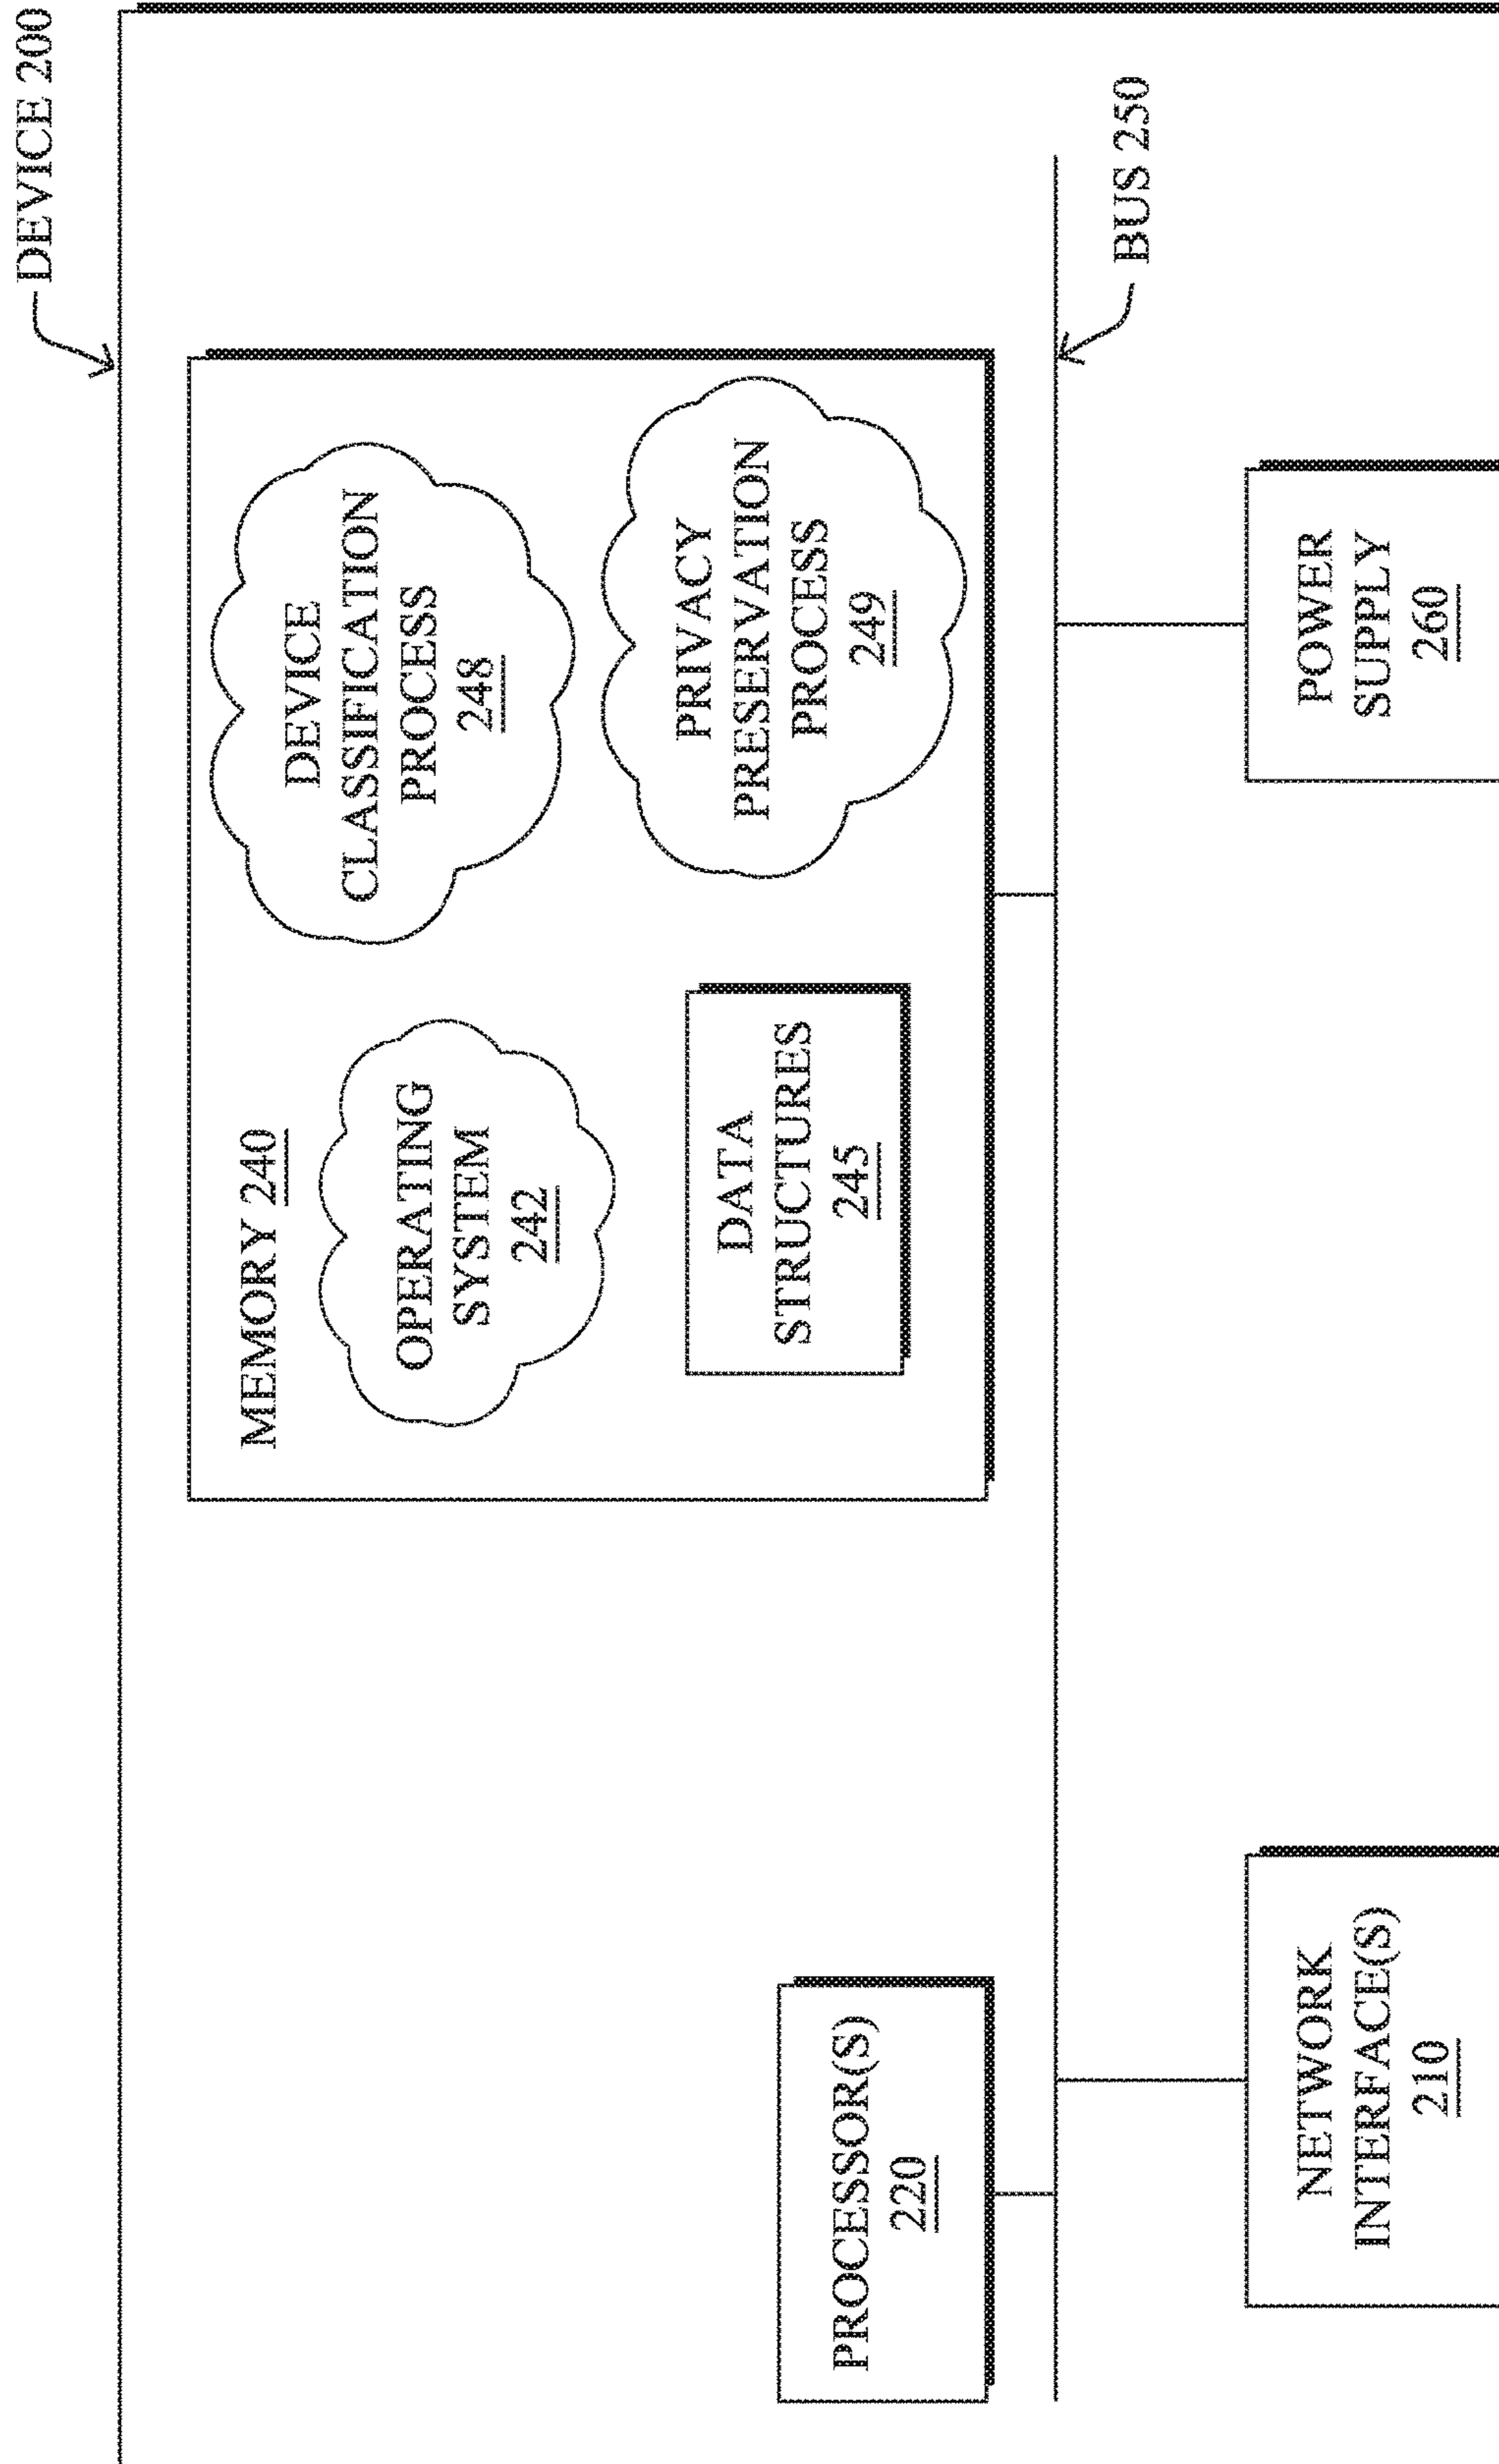 DEVICE 200
MEMORY 240
OPERATING
SYSTEM
242
DATA
STRUCTURES
245
DEVICE
CLASSIFICATION
PROCESS
248
PRIVACY
PRESERVATION
PROCESS
249
PROCESSOR(S)
220
BUS 250
NETWORK
INTERFACE(S)
210
POWER
SUPPLY
260